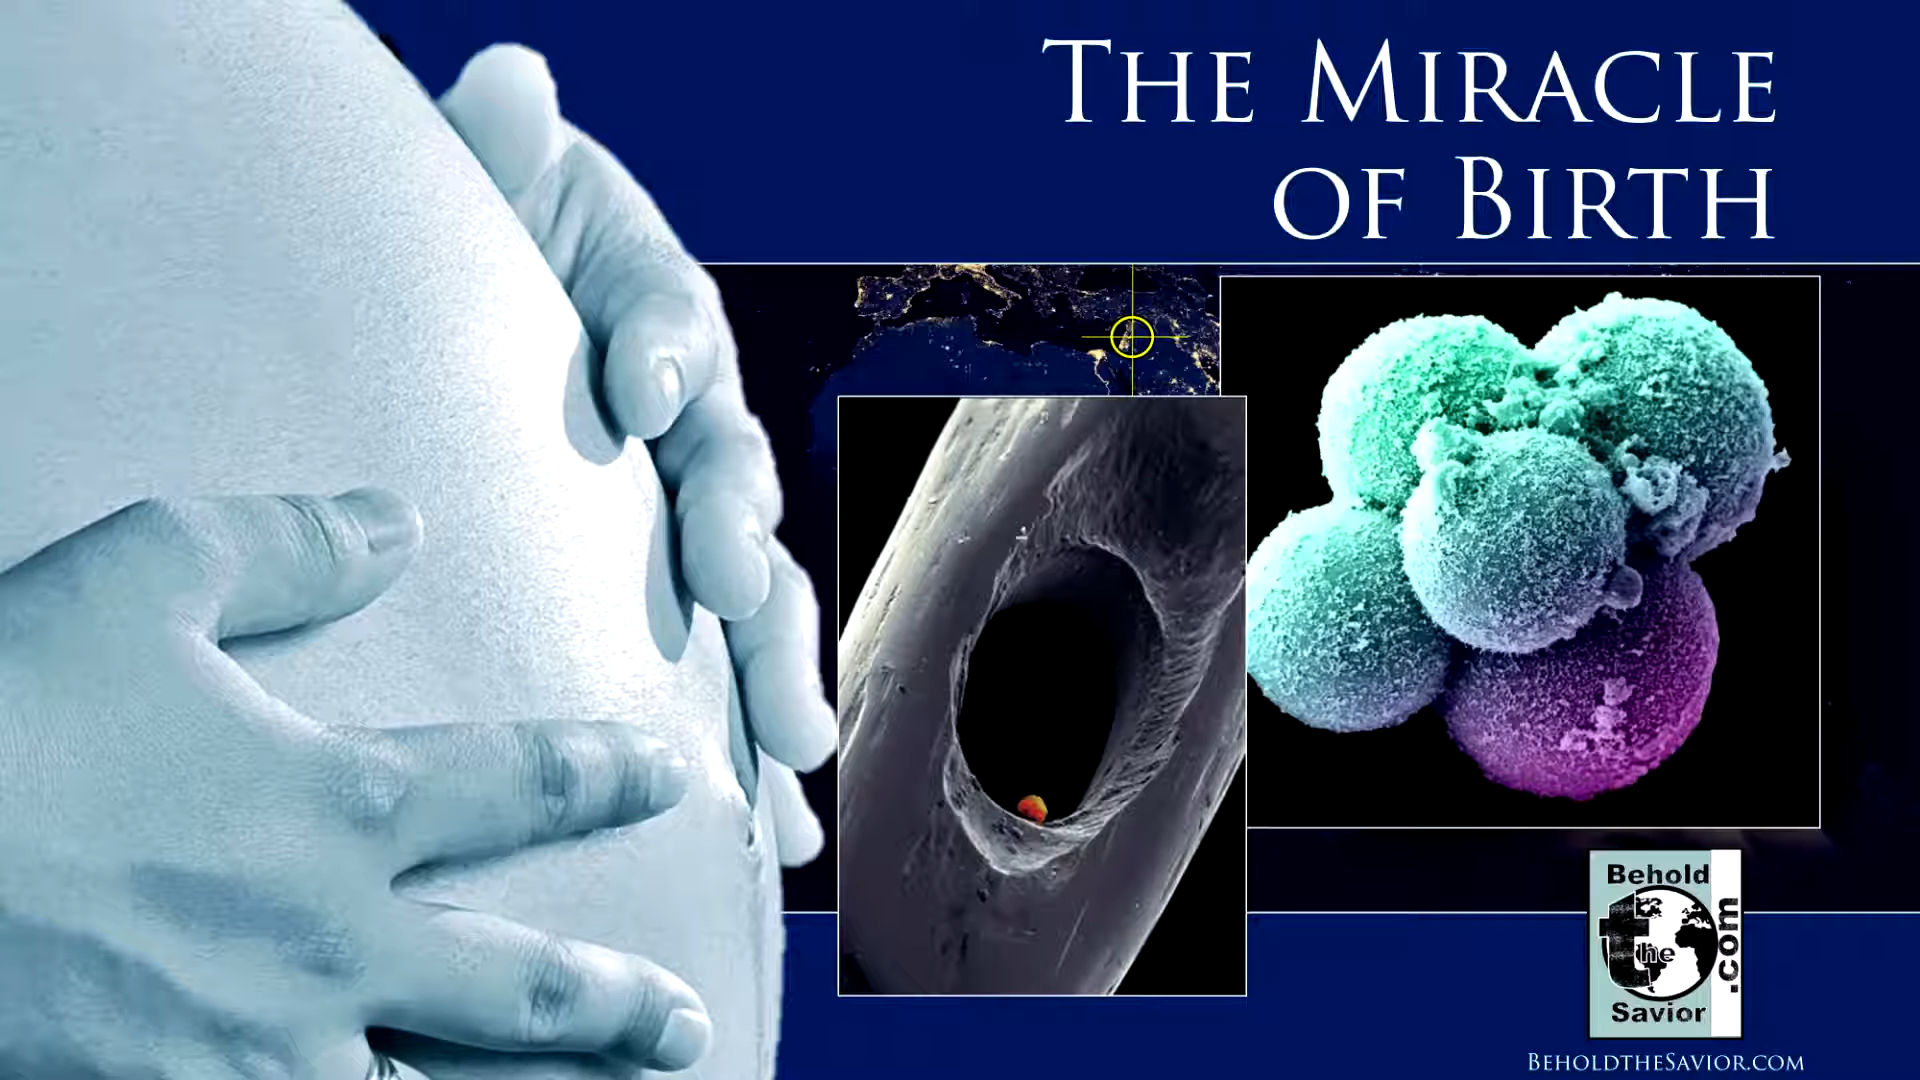 THE MIRACLE
OF BIRTH
Behold
the
.com
Savior
BEHOLDTHESAVIOR.COM